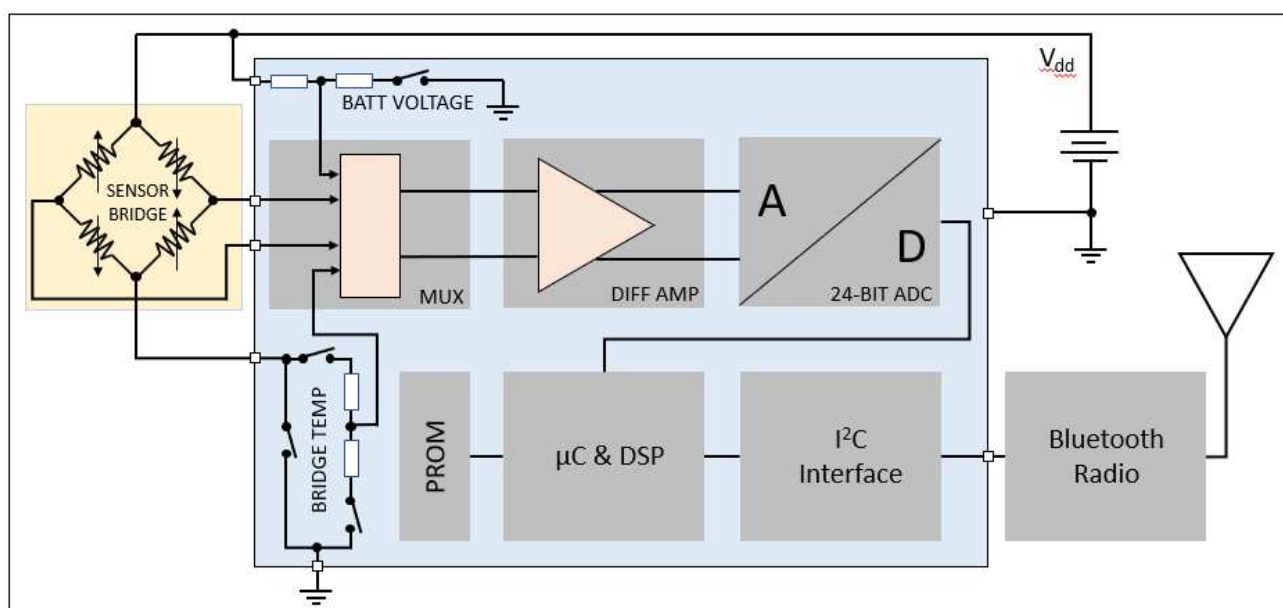 V_dd
BATT VOLTAGE
SENSOR
BRIDGE
A
D
MUX
DIFF AMP
24-BIT ADC
BRIDGE TEMP
PROM
µC & DSP
I²C
Interface
Bluetooth
Radio